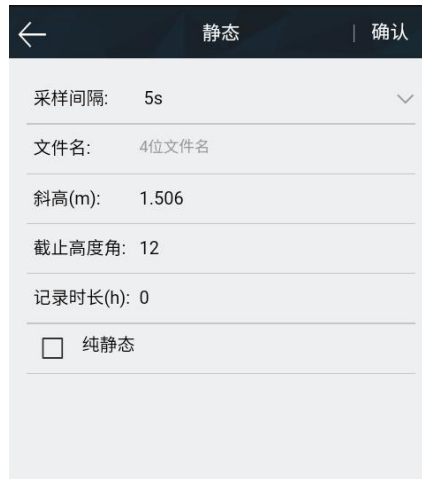 静态 确认
采样间隔: 5s
文件名: 4位文件名
斜高(m): 1.506
截止高度角: 12
记录时长(h): 0
纯静态